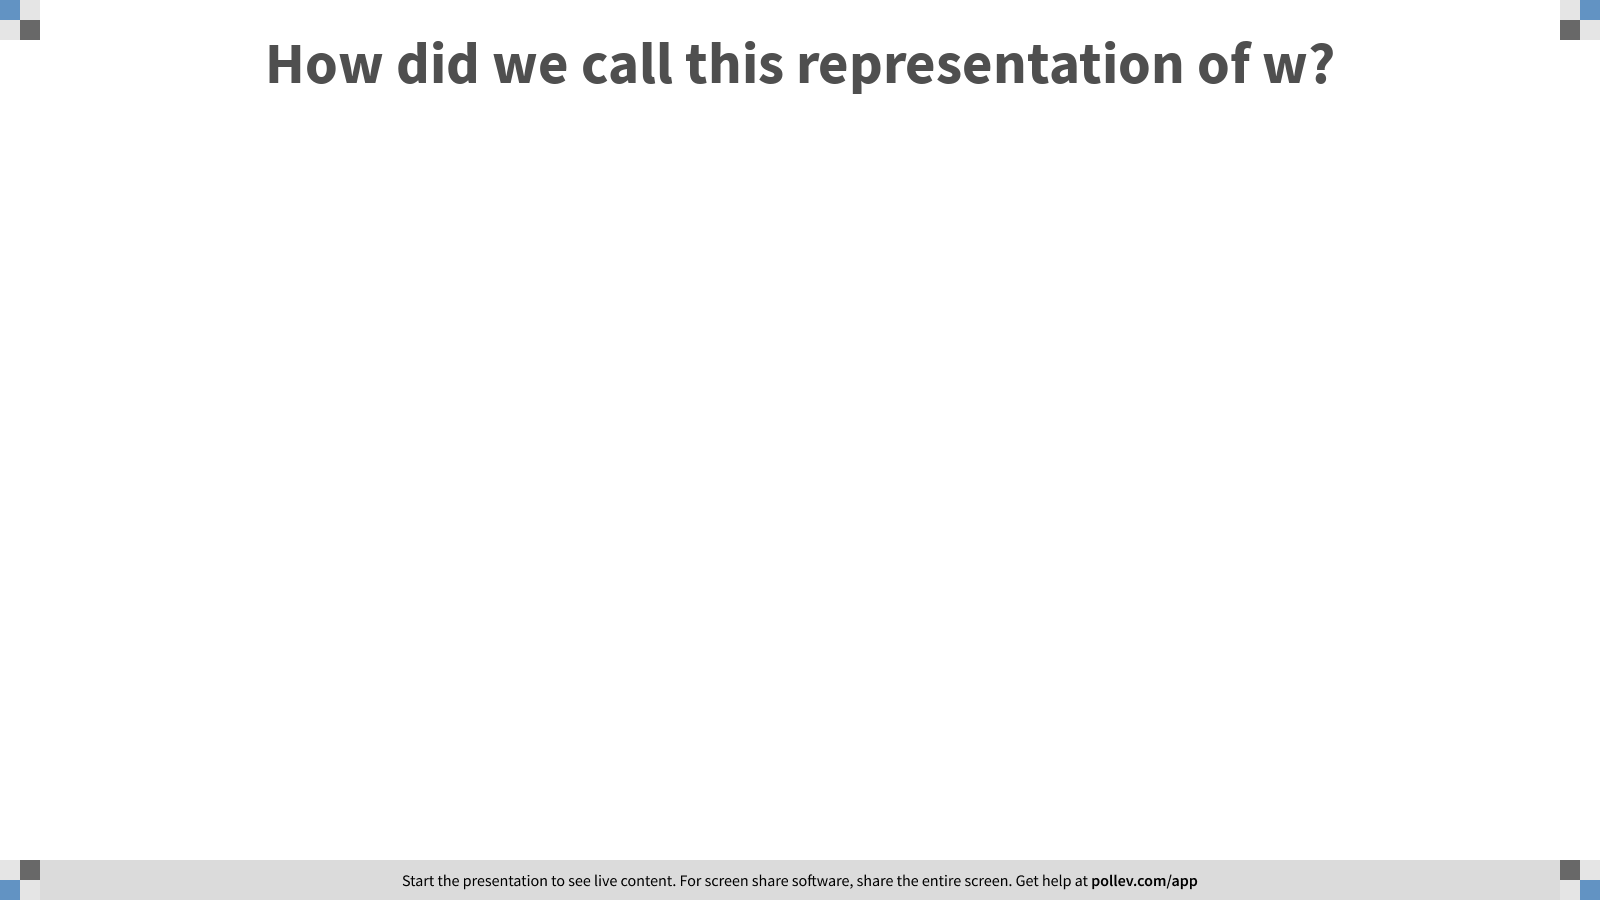 How did we call this representation of w?
Start the presentation to see live content. For screen share software, share the entire screen. Get help at pollev.com/app